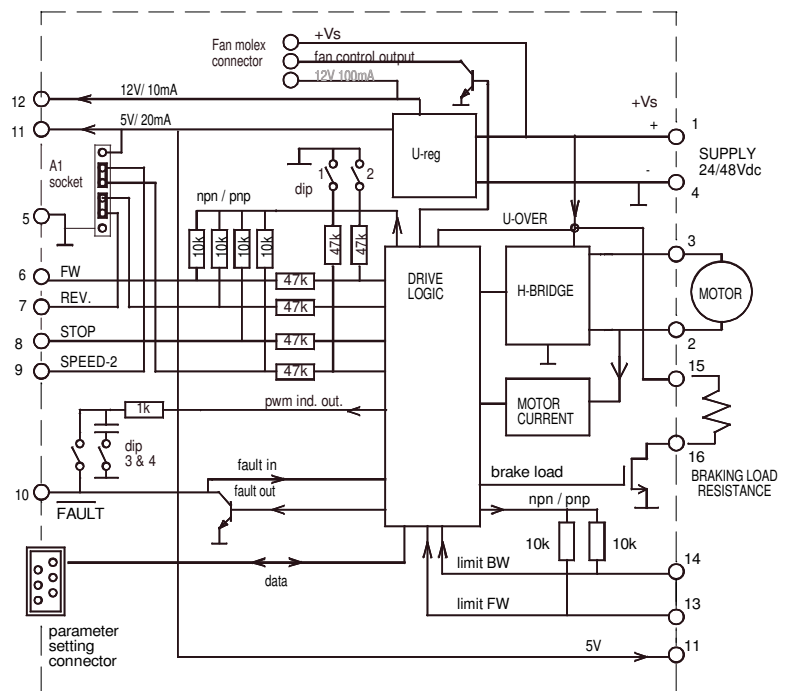 Fan molex
connector
+Vs
fan control output
12V 100mA
12
12V/ 10mA
11
5V/ 20mA
+Vs
1
+
SUPPLY
24/48Vdc
-
4
U-reg
A1
socket
1
2
dip
npn / pnp
5
U-OVER
10k
10k
10k
10k
47k
47k
3
6
FW
47k
DRIVE
LOGIC
H-BRIDGE
MOTOR
7
REV.
47k
8
STOP
47k
2
9
SPEED-2
47k
15
1k
pwm ind. out.
MOTOR
CURRENT
dip
3 & 4
16
BRAKING LOAD
RESISTANCE
fault in
brake load
10
fault out
FAULT
npn / pnp
10k
10k
data
limit BW
14
limit FW
13
parameter
setting
connector
5V
11